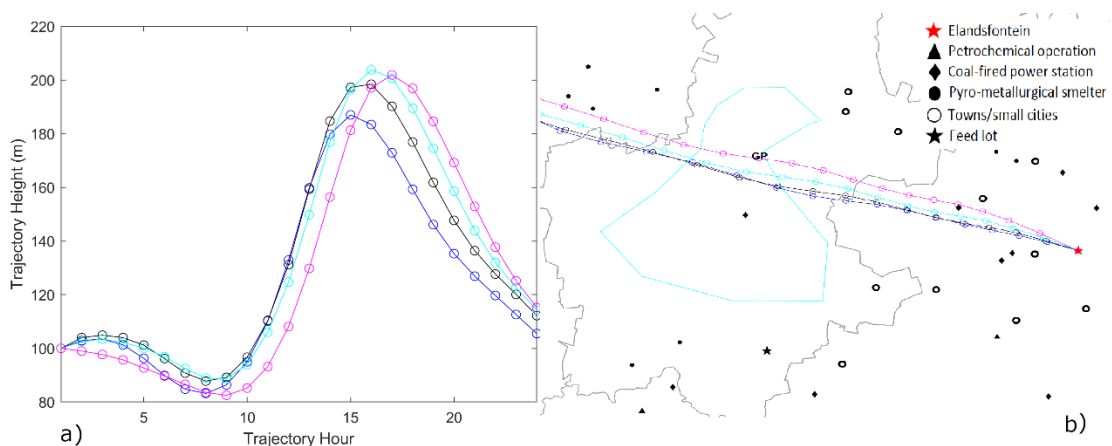 220
200
180
160
140
120
100
80
Trajectory Height (m)
5
10
15
20
Trajectory Hour
a)
Elandsfontein
Petrochemical operation
Coal-fired power station
Pyro-metallurgical smelter
Towns/small cities
Feed lot
GP
b)